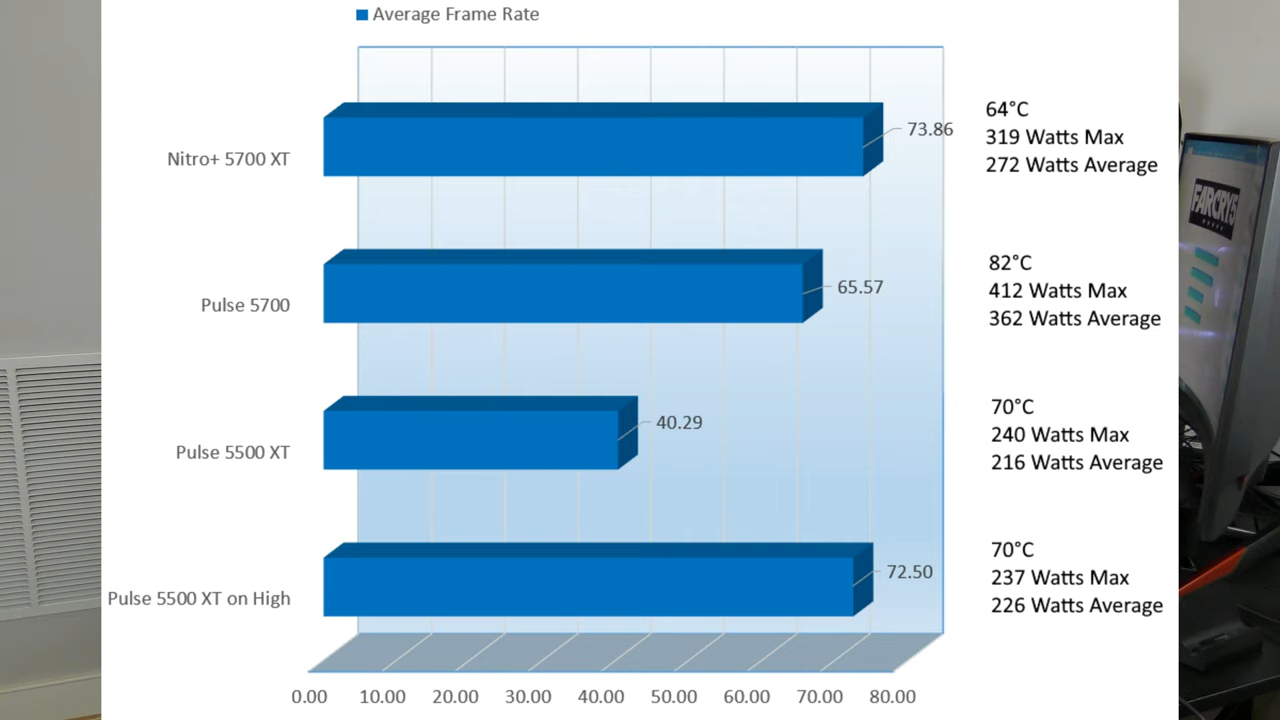 Average Frame Rate
Nitro+ 5700 XT
73.86
64°C
319 Watts Max
272 Watts Average
Pulse 5700
65.57
82°C
412 Watts Max
362 Watts Average
Pulse 5500 XT
40.29
70°C
240 Watts Max
216 Watts Average
Pulse 5500 XT on High
72.50
70°C
237 Watts Max
226 Watts Average
0.00 10.00 20.00 30.00 40.00 50.00 60.00 70.00 80.00
FARCRY5